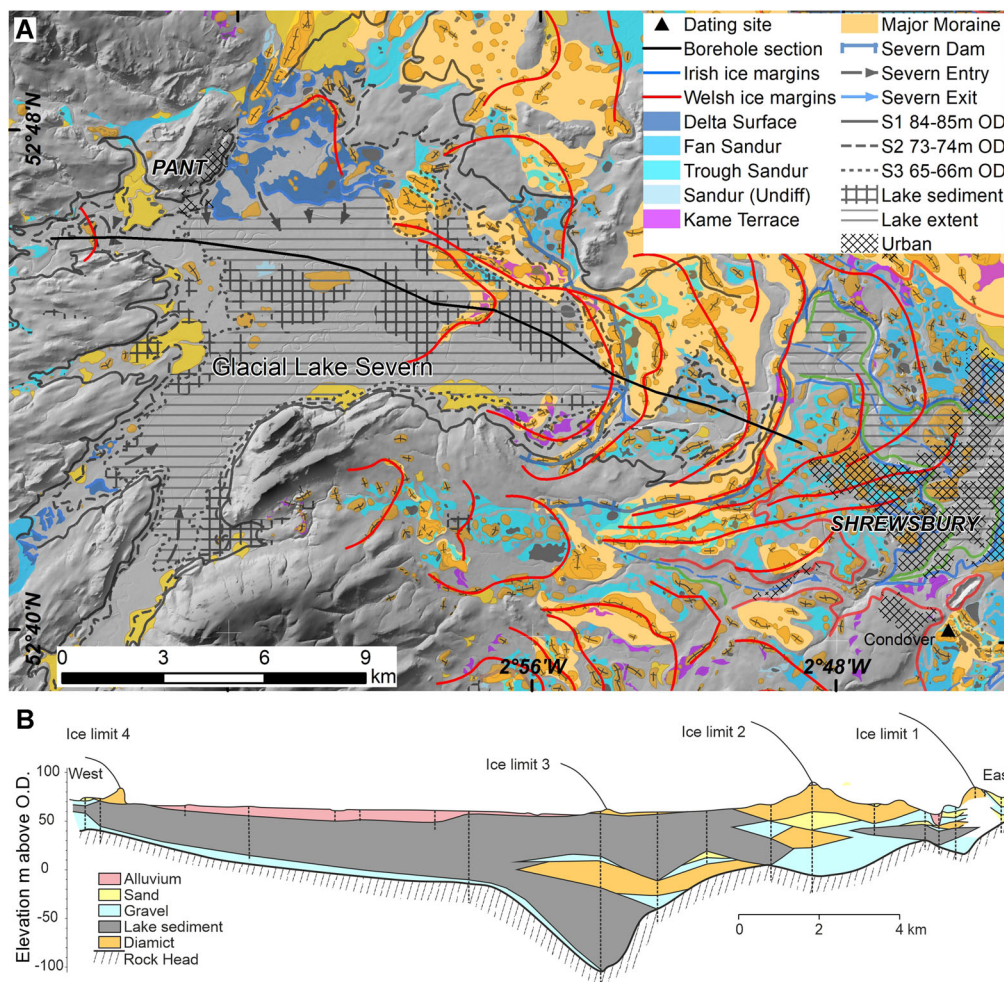 A
Dating site
Borehole section
Irish ice margins
Welsh ice margins
Delta Surface
Fan Sandur
Trough Sandur
Sandur (Undiff)
Kame Terrace
Major Moraine
Severn Dam
Severn Entry
Severn Exit
S1 84-85m OD
S2 73-74m OD
S3 65-66m OD
Lake sediment
Lake extent
Urban
52°48'N
PANT
Glacial Lake Severn
SHREWSBURY
Condover
52°40'N
0 3 6 9
km
2°56'W
2°48'W
B
Ice limit 4
Ice limit 3
Ice limit 2
Ice limit 1
West
Eas
Elevation m above O.D.
100
50
0
-50
-100
Alluvium
Sand
Gravel
Lake sediment
Diamict
Rock Head
0 2 4 km